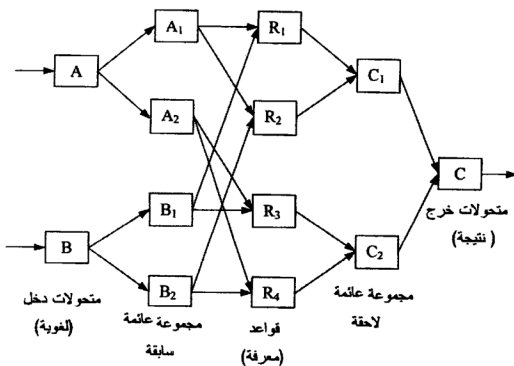 A
A1
A2
B
B1
B2
R1
R2
R3
R4
C1
C2
C
متحولات خرج
(نتيجة)
متحولات دخل
(لغوية)
مجموعة عائمة
سابقة
قواعد
(معرفة)
مجموعة عائمة
لاحقة